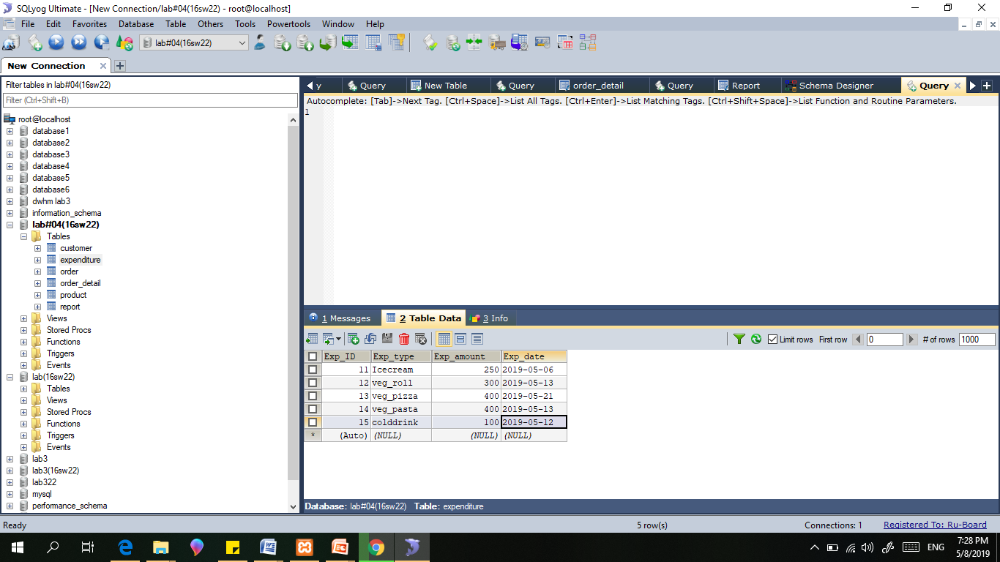 SQLyog Ultimate - [New Connection/lab#04(16sw22) - root@localhost]
File Edit Favorites Database Table Others Tools Powertools Window Help
lab#04(16sw22)
New Connection
Filter tables in lab#04(16sw22)
Filter (Ctrl+Shift+B)
root@localhost
database1
database2
database3
database4
database5
database6
dwhm lab3
information_schema
lab#04(16sw22)
Tables
customer
expenditure
order
order_detail
product
report
Views
Stored Procs
Functions
Triggers
Events
lab(16sw22)
Tables
Views
Stored Procs
Functions
Triggers
Events
lab3
lab3(16sw22)
lab322
mysql
performance_schema
y Query New Table Query order_detail Query Report Schema Designer Query
Autocomplete: [Tab]->Next Tag. [Ctrl+Space]->List All Tags. [Ctrl+Enter]->List Matching Tags. [Ctrl+Shift+Space]->List Function and Routine Parameters.
1
1 Messages 2 Table Data 3 Info
Limit rows First row 0 # of rows 1000
Exp_ID Exp_type Exp_amount Exp_date
11 Icecream 250 2019-05-06
12 veg_roll 300 2019-05-13
13 veg_pizza 400 2019-05-21
14 veg_pasta 400 2019-05-13
15 colddrink 100 2019-05-12
* (Auto) (NULL) (NULL) (NULL)
Database: lab#04(16sw22) Table: expenditure
Ready 5 row(s) Connections: 1 Registered To: Ru-Board
ENG 7:28 PM
5/8/2019